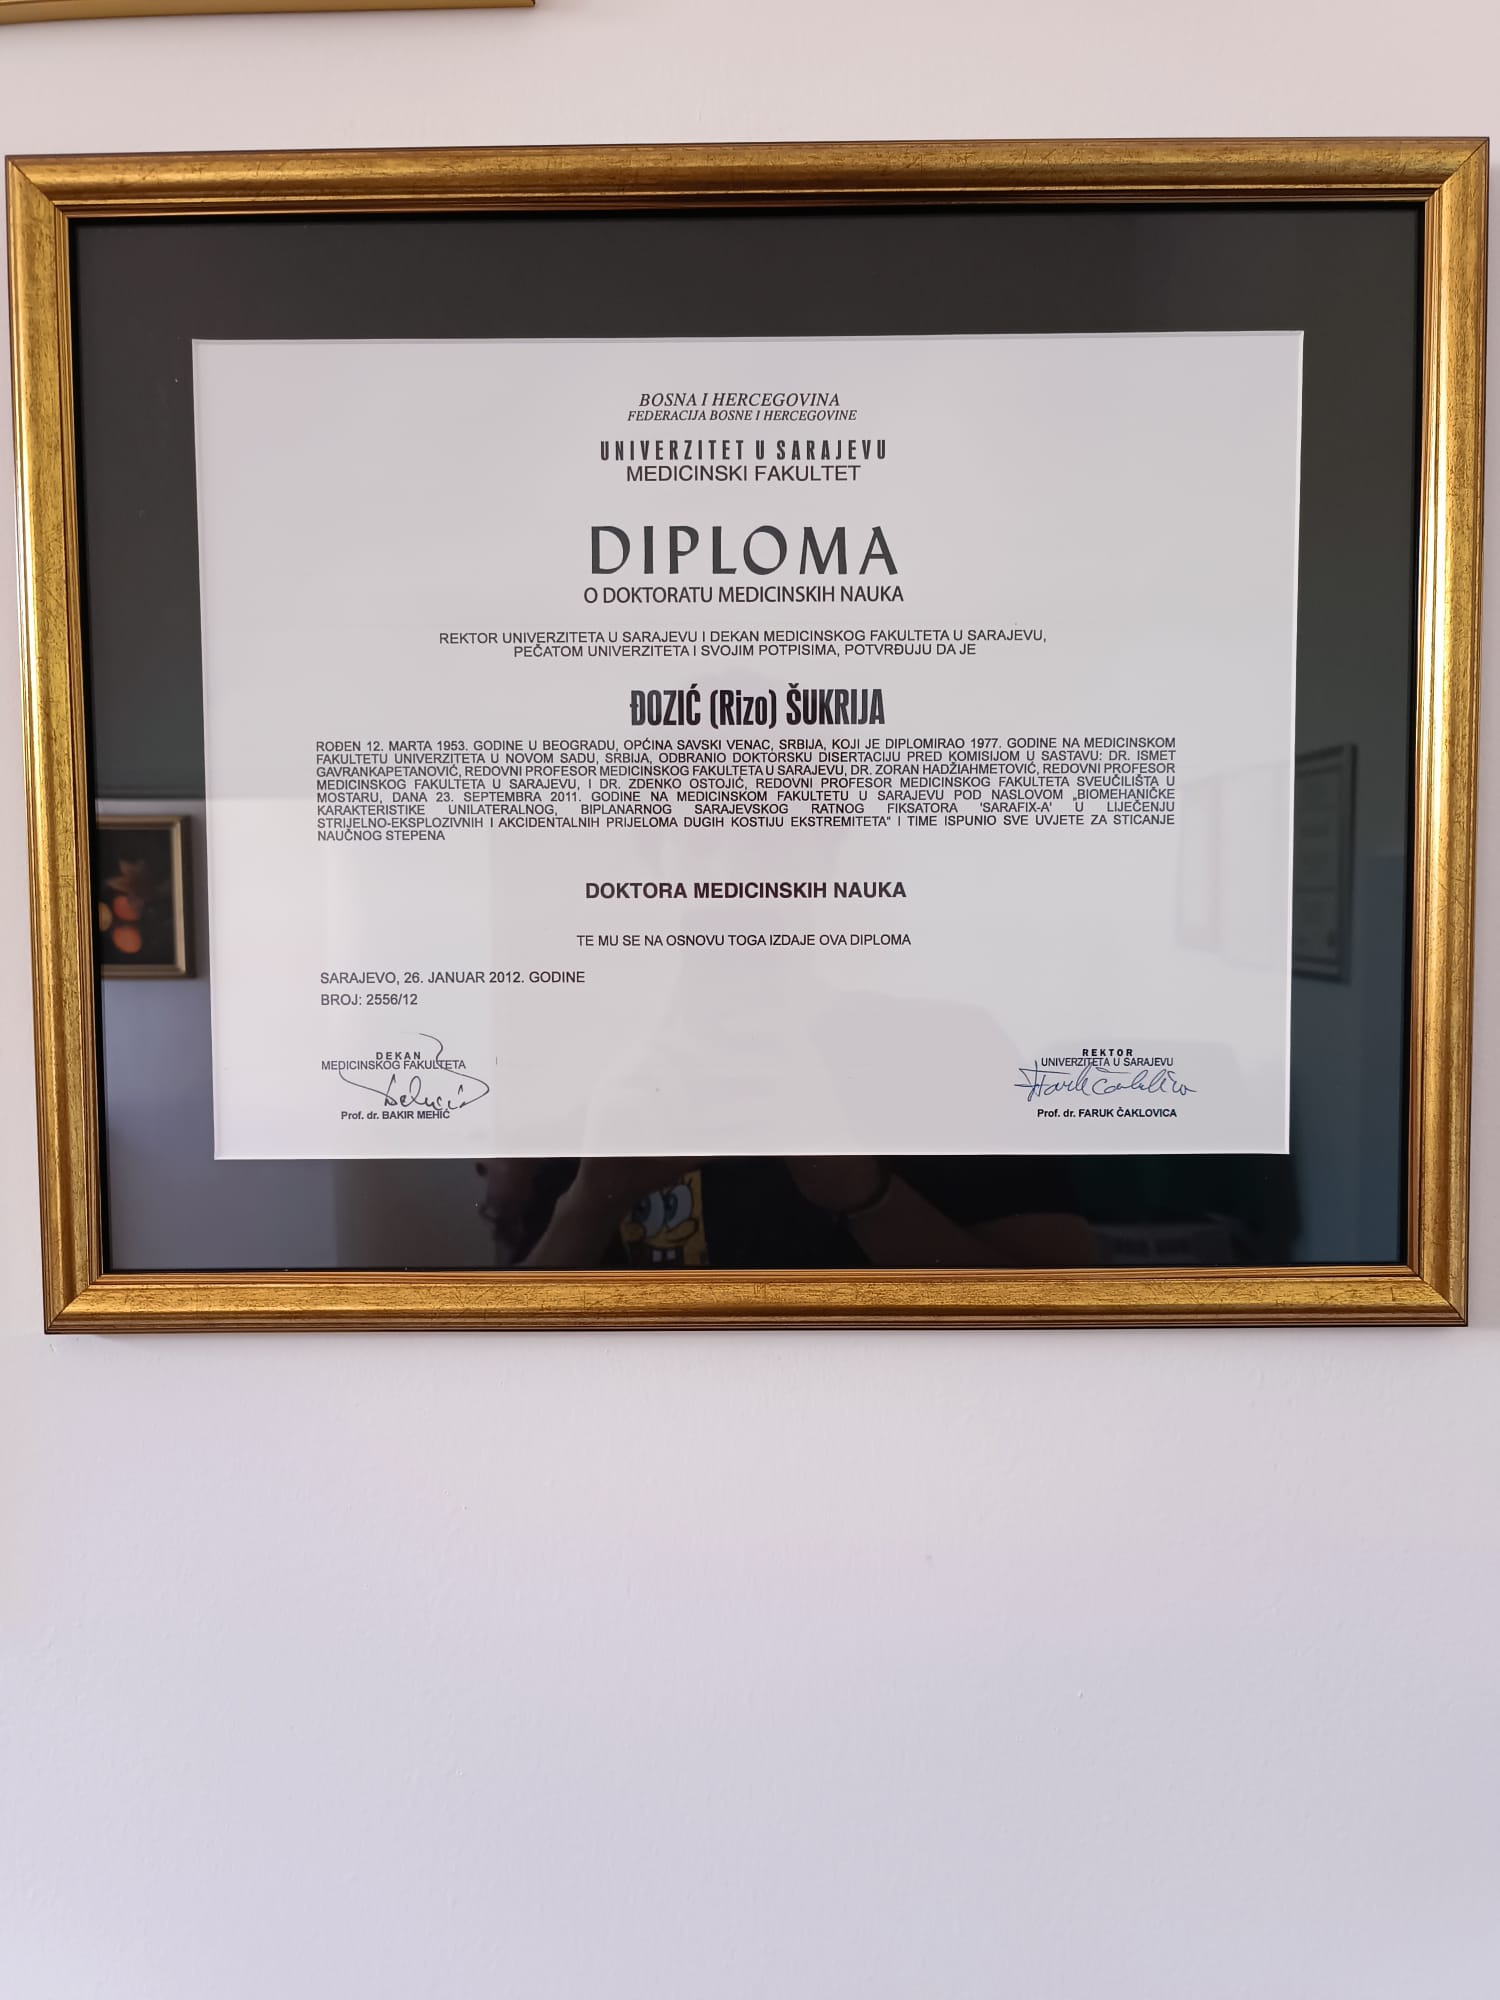 BOSNA I HERCEGOVINA
FEDERACIJA BOSNE I HERCEGOVINE
UNIVERZITET U SARAJEVU
MEDICINSKI FAKULTET
DIPLOMA
O DOKTORATU MEDICINSKIH NAUKA
REKTOR UNIVERZITETA U SARAJEVU I DEKAN MEDICINSKOG FAKULTETA U SARAJEVU,
PEČATOM UNIVERZITETA I SVOJIM POTPISIMA, POTVRĐUJU DA JE
ĐOZIĆ (Rizo) ŠUKRIJA
ROĐEN 12. MARTA 1953. GODINE U BEOGRADU, OPĆINA SAVSKI VENAC, SRBIJA, KOJI JE DIPLOMIRAO 1977. GODINE NA MEDICINSKOM
FAKULTETU UNIVERZITETA U NOVOM SADU, SRBIJA, ODBRANIO DOKTORSKU DISERTACIJU PRED KOMISIJOM U SASTAVU: DR. ISMET
GAVRANKAPETANOVIĆ, REDOVNI PROFESOR MEDICINSKOG FAKULTETA U SARAJEVU, DR. ZORAN HADŽIAHMETOVIĆ, REDOVNI PROFESOR
MEDICINSKOG FAKULTETA U SARAJEVU, I DR. ZDENKO OSTOJIĆ, REDOVNI PROFESOR MEDICINSKOG FAKULTETA SVEUČILIŠTA U
MOSTARU, DANA 23. SEPTEMBRA 2011. GODINE NA MEDICINSKOM FAKULTETU U SARAJEVU POD NASLOVOM „BIOMEHANIČKE
KARAKTERISTIKE UNILATERALNOG, BIPLANARNOG SARAJEVSKOG RATNOG FIKSATORA 'SARAFIX-A' U LIJEČENJU
STRIJELNO-EKSPLOZIVNIH I AKCIDENTALNIH PRIJELOMA DUGIH KOSTIJU EKSTREMITETA“ I TIME ISPUNIO SVE UVJETE ZA STICANJE
NAUČNOG STEPENA
DOKTORA MEDICINSKIH NAUKA
TE MU SE NA OSNOVU TOGA IZDAJE OVA DIPLOMA
SARAJEVO, 26. JANUAR 2012. GODINE
BROJ: 2556/12
DEKAN
MEDICINSKOG FAKULTETA
Prof. dr. BAKIR MEHIĆ
REKTOR
UNIVERZITETA U SARAJEVU
Prof. dr. FARUK ČAKLOVICA